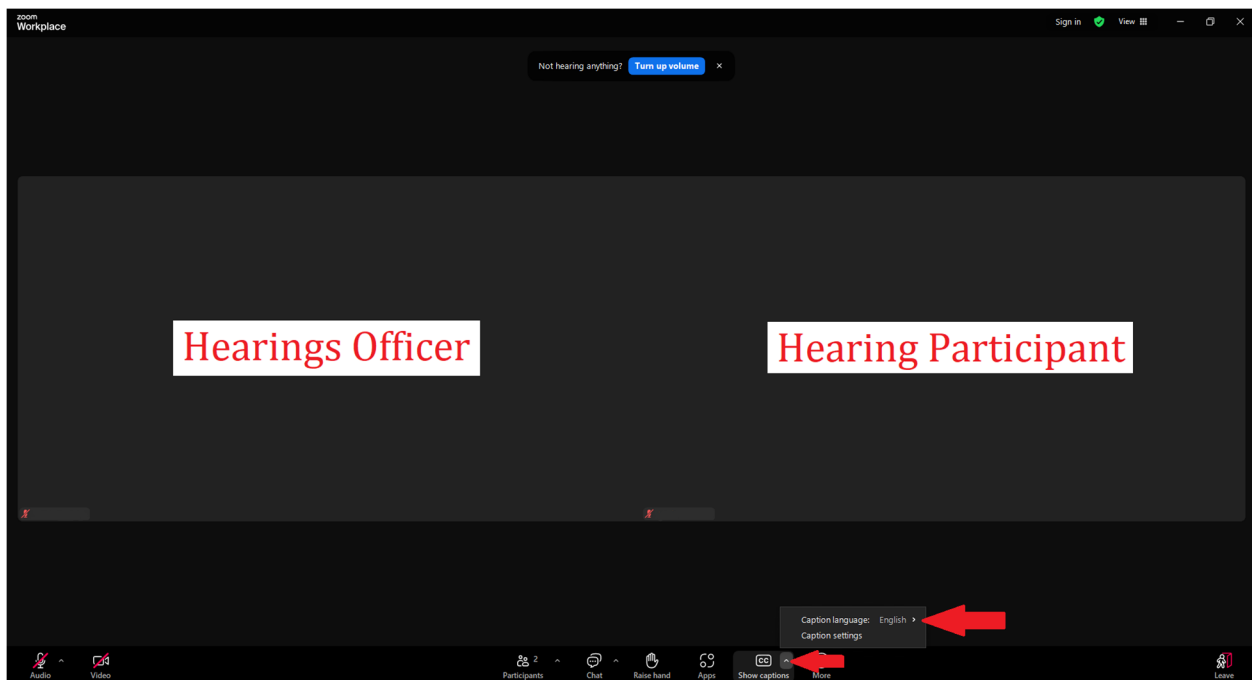 zoom
Workplace
Sign in View
Not hearing anything? Turn up volume ×
Hearings Officer
Hearing Participant
Caption language: English >
Caption settings
2
CC
Audio Video Participants Chat Raise hand Apps Show captions More Leave